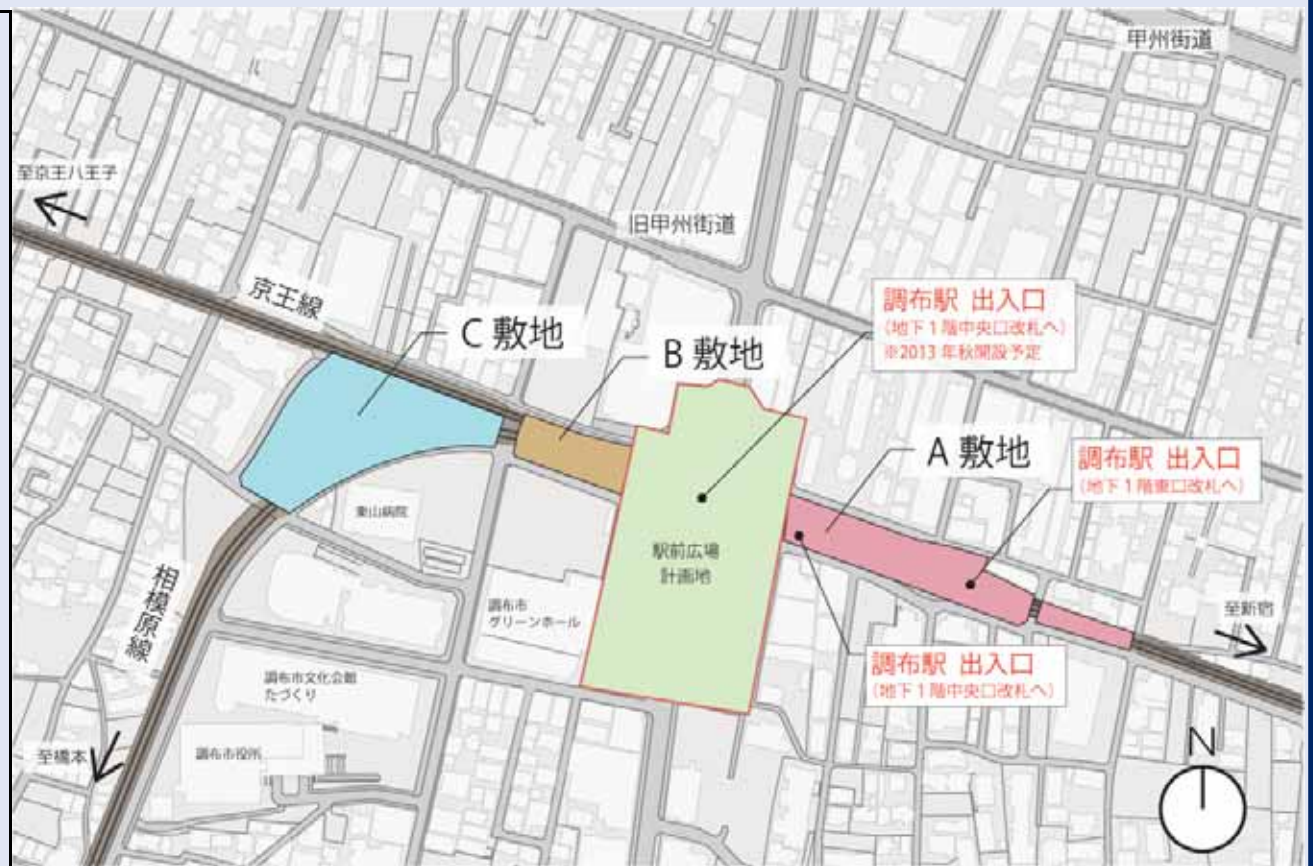 甲州街道
至京王八王子
旧甲州街道
京王線
C 敷地
B 敷地
調布駅 出入口
(地下1階中央口改札へ)
※2013 年秋開設予定
A 敷地
調布駅 出入口
(地下1階東口改札へ)
東山病院
駅前広場
計画地
相模原線
調布市
グリーンホール
至新宿
調布駅 出入口
(地下1階中央口改札へ)
調布市文化会館
たづくり
至橋本
調布市役所
N